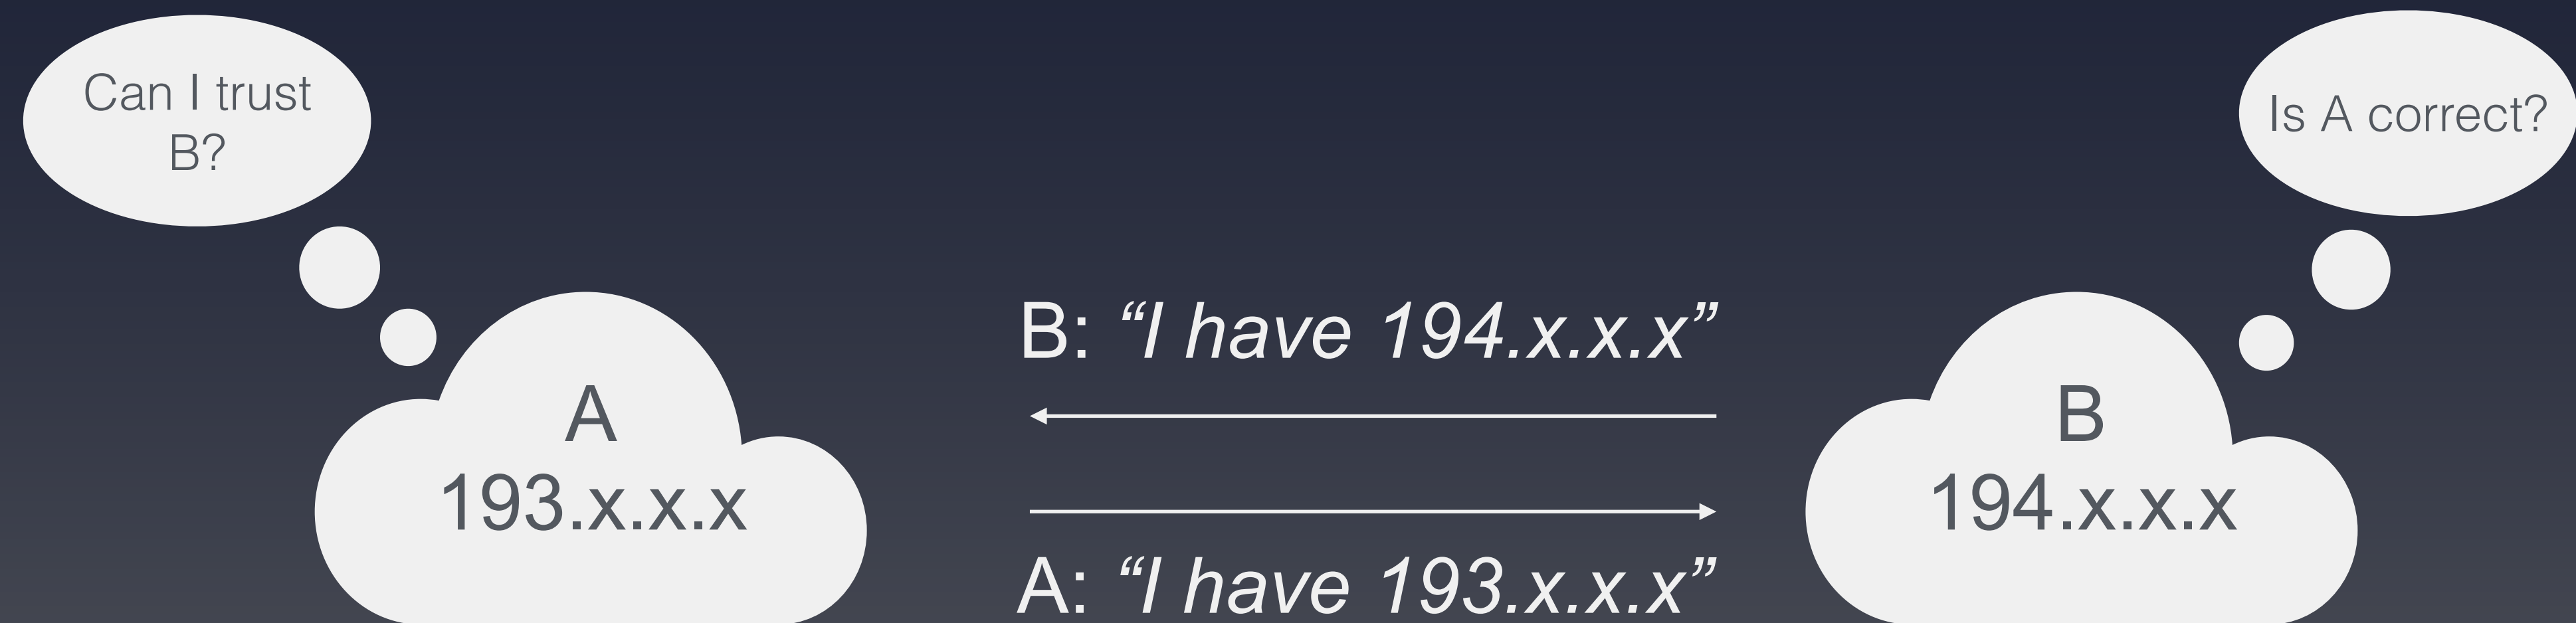 Can I trust
B?
Is A correct?
B: “I have 194.x.x.x”
A
193.x.x.x
B
194.x.x.x
A: “I have 193.x.x.x”